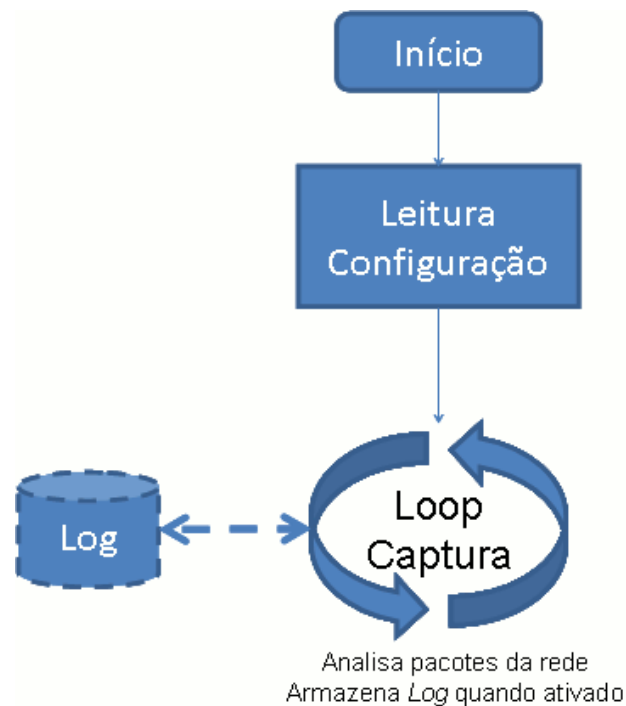 Início
Leitura
Configuração
Log
Loop
Captura
Analisa pacotes da rede
Armazena Log quando ativado